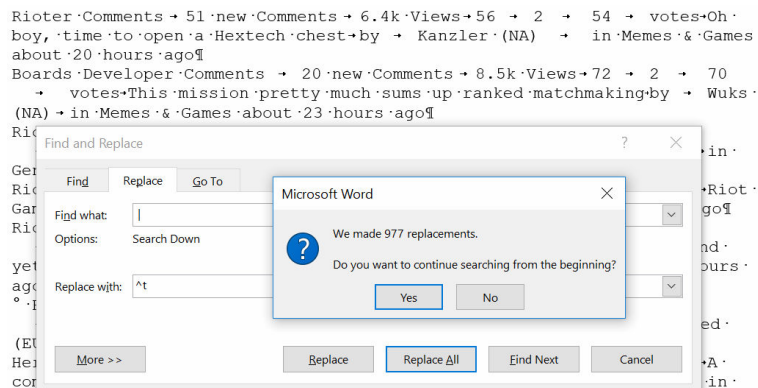 Rioter Comments → 51 new Comments → 6.4k Views→56 → 2 → 54 → votes→Oh
boy, time to open a Hextech chest→by → Kanzler (NA) → in Memes & Games
about 20 hours ago¶
Boards Developer Comments → 20 new Comments → 8.5k Views→72 → 2 → 70
→ votes→This mission pretty much sums up ranked matchmaking→by → Wuks
(NA) → in Memes & Games about 23 hours ago¶
Find and Replace ? ×
→in
Find Replace Go To
→Riot
Microsoft Word ×
Find what: |
go¶
Options: Search Down
We made 977 replacements.
Do you want to continue searching from the beginning?
Replace with: ^t
Yes No
More >> Replace Replace All Find Next Cancel
→A
in